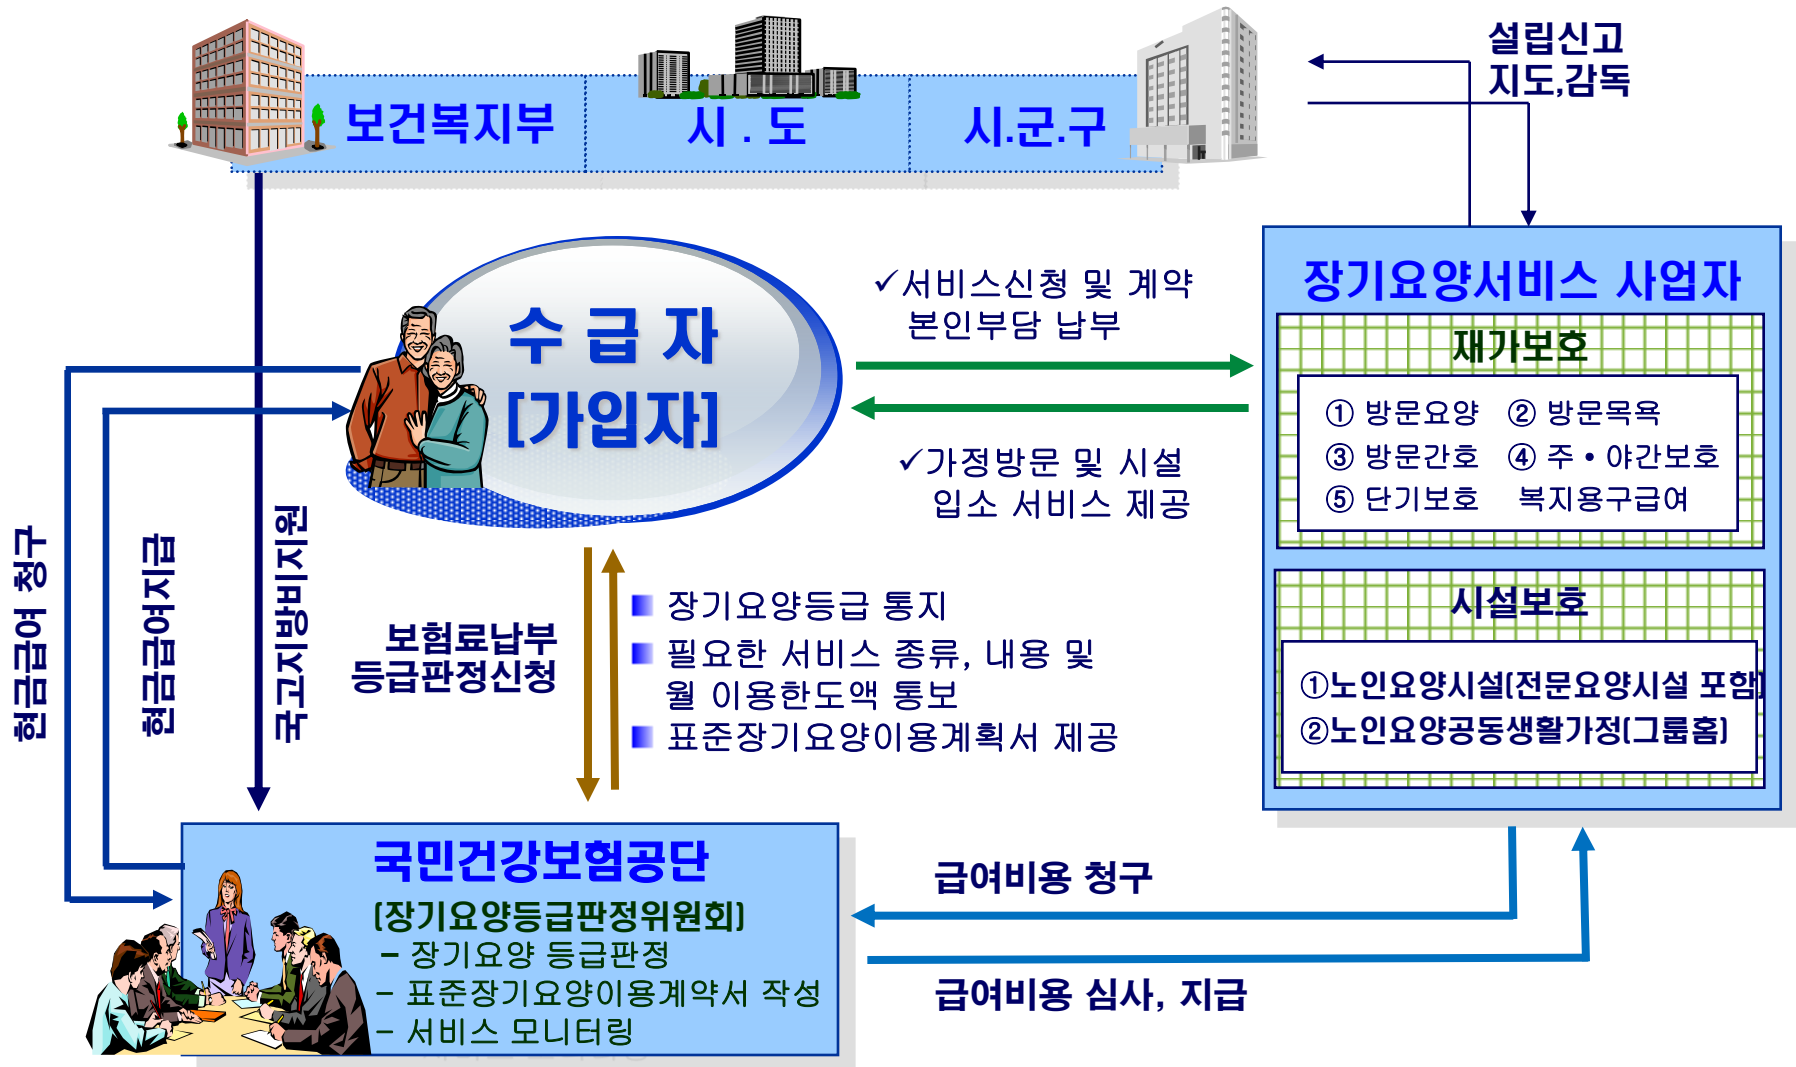 설립신고
지도,감독
보건복지부
시 . 도
시.군.구
수 급 자
[가입자]
✓서비스신청 및 계약
본인부담 납부
✓가정방문 및 시설
입소 서비스 제공
장기요양서비스 사업자
재가보호
① 방문요양 ② 방문목욕
③ 방문간호 ④ 주•야간보호
⑤ 단기보호 복지용구급여
시설보호
①노인요양시설(전문요양시설 포함)
②노인요양공동생활가정(그룹홈)
현금급여 청구
현금급여지급
국고지방비지원
보험료납부
등급판정신청
장기요양등급 통지
필요한 서비스 종류, 내용 및
월 이용한도액 통보
표준장기요양이용계획서 제공
국민건강보험공단
(장기요양등급판정위원회)
- 장기요양 등급판정
- 표준장기요양이용계약서 작성
- 서비스 모니터링
급여비용 청구
급여비용 심사, 지급